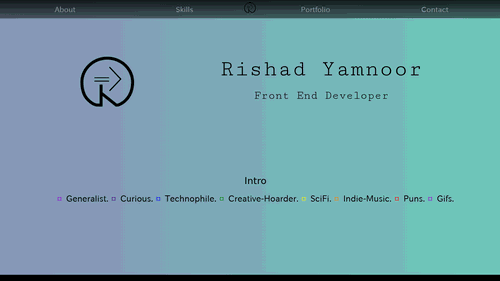 About Skills Portfolio Contact
Rishad Yamnoor
Front End Developer
Intro
Generalist. Curious. Technophile. Creative-Hoarder. SciFi. Indie-Music. Puns. Gifs.